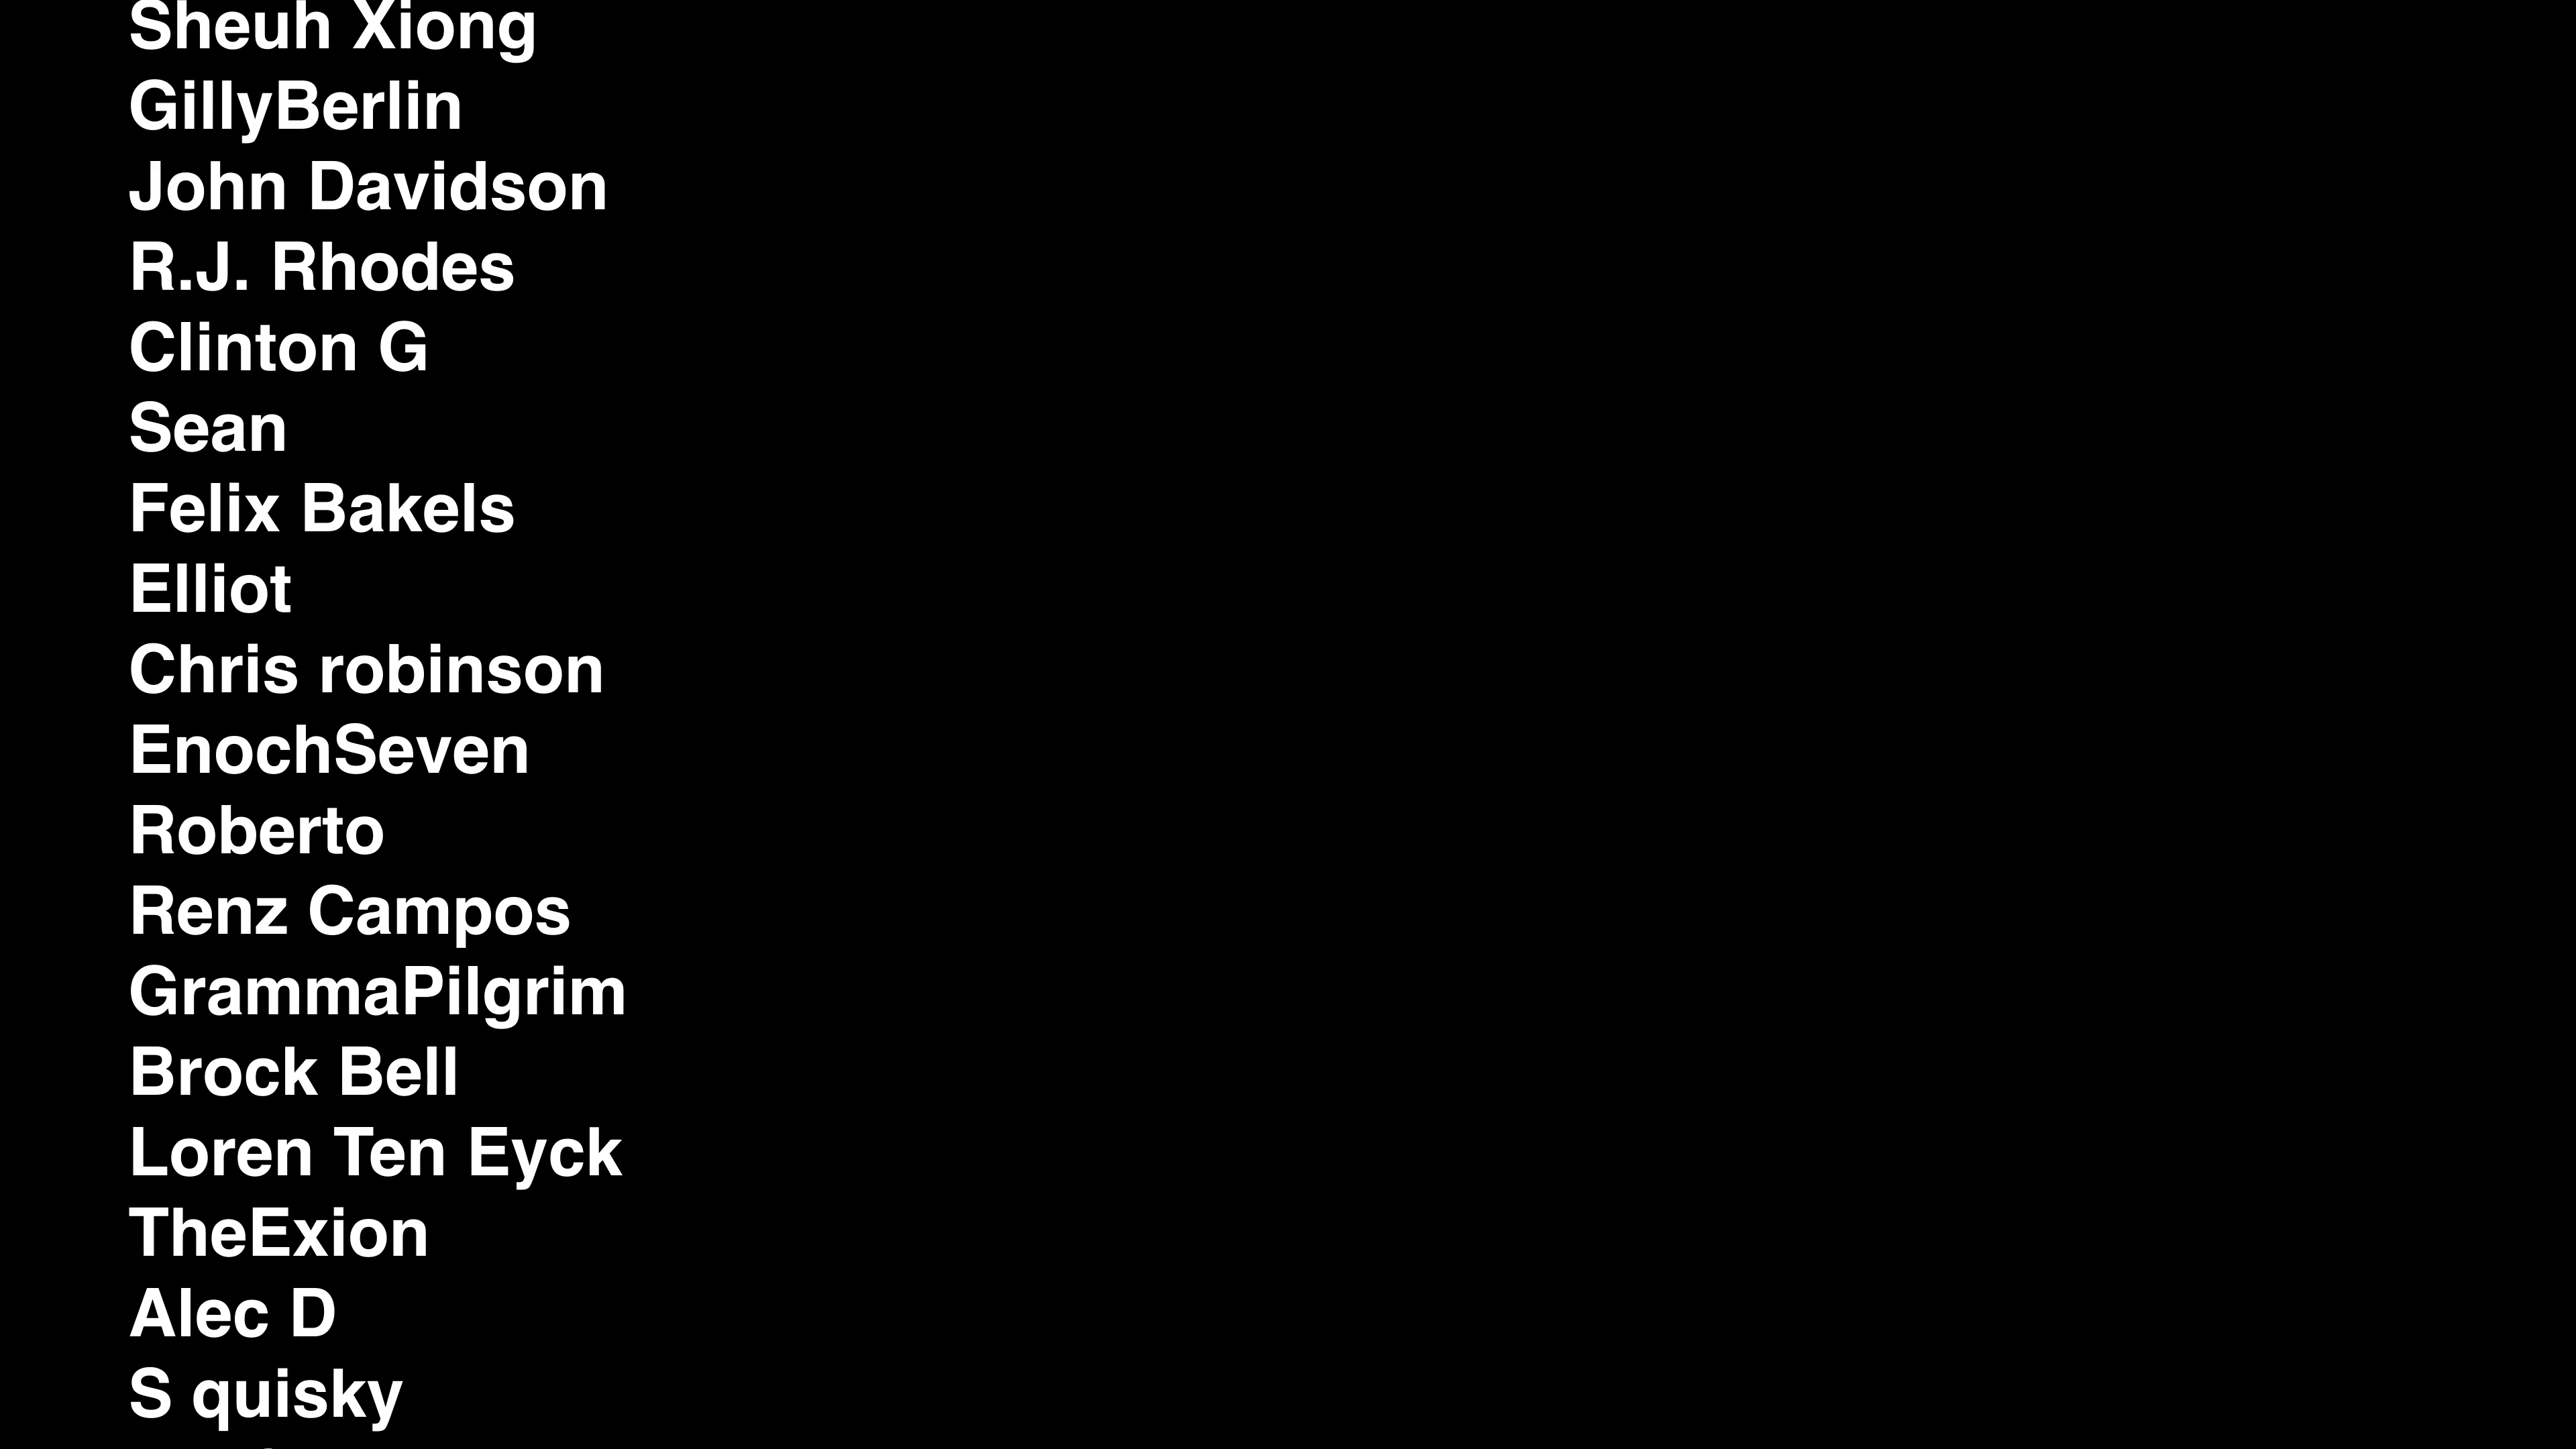 Sheuh Xiong
GillyBerlin
John Davidson
R.J. Rhodes
Clinton G
Sean
Felix Bakels
Elliot
Chris robinson
EnochSeven
Roberto
Renz Campos
GrammaPilgrim
Brock Bell
Loren Ten Eyck
TheExion
Alec D
S quisky